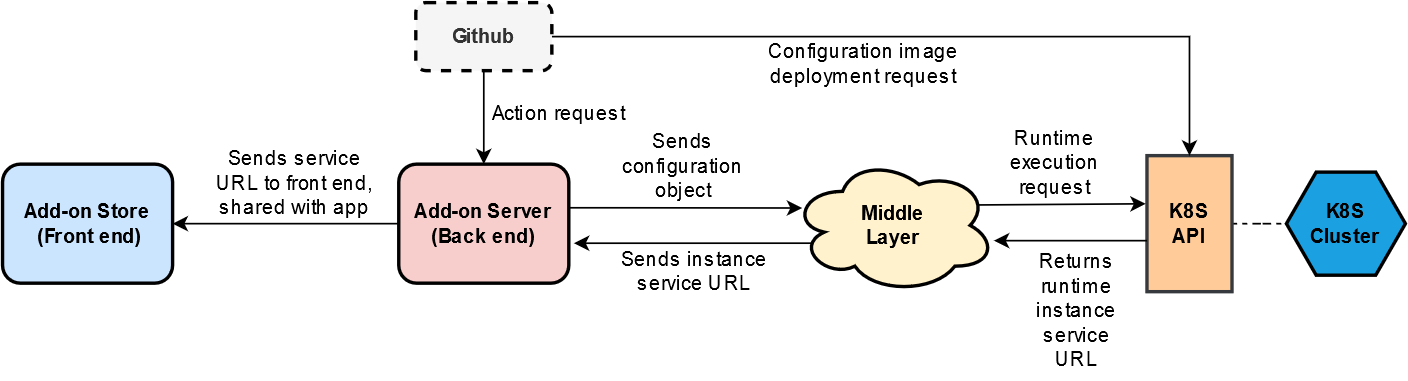 Github
Configuration image
deployment request
Action request
Sends service
URL to front end,
shared with app
Sends
configuration
object
Runtime
execution
request
Add-on Store
(Front end)
Add-on Server
(Back end)
Middle
Layer
K8S
API
K8S
Cluster
Sends instance
service URL
Returns
runtime
instance
service
URL